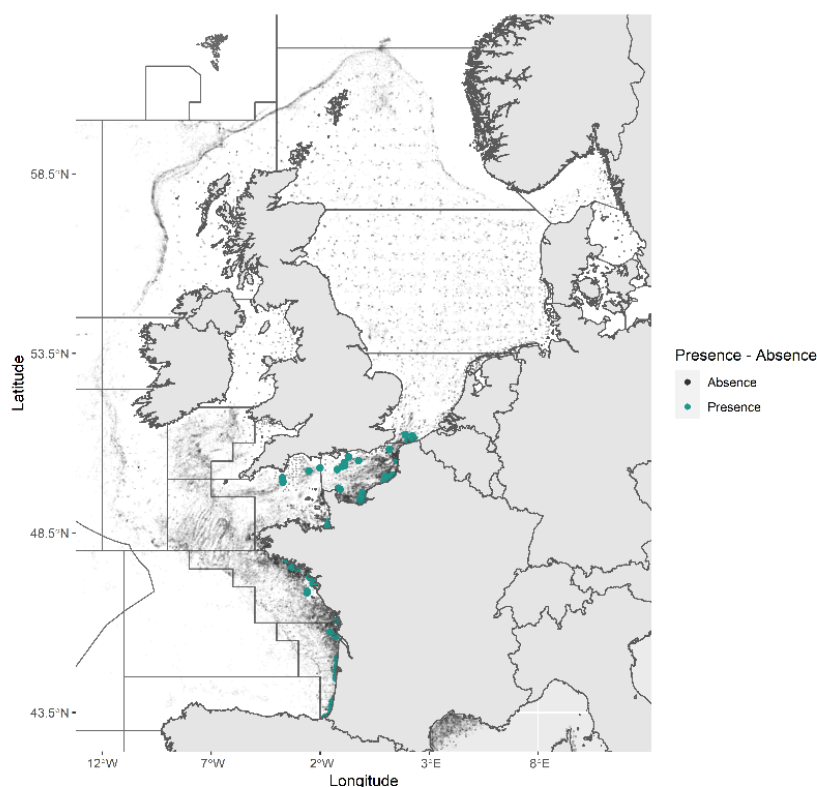 58.5°N
53.5°N
48.5°N
43.5°N
Latitude
12°W
7°W
2°W
3°E
8°E
Longitude
Presence - Absence
Absence
Presence